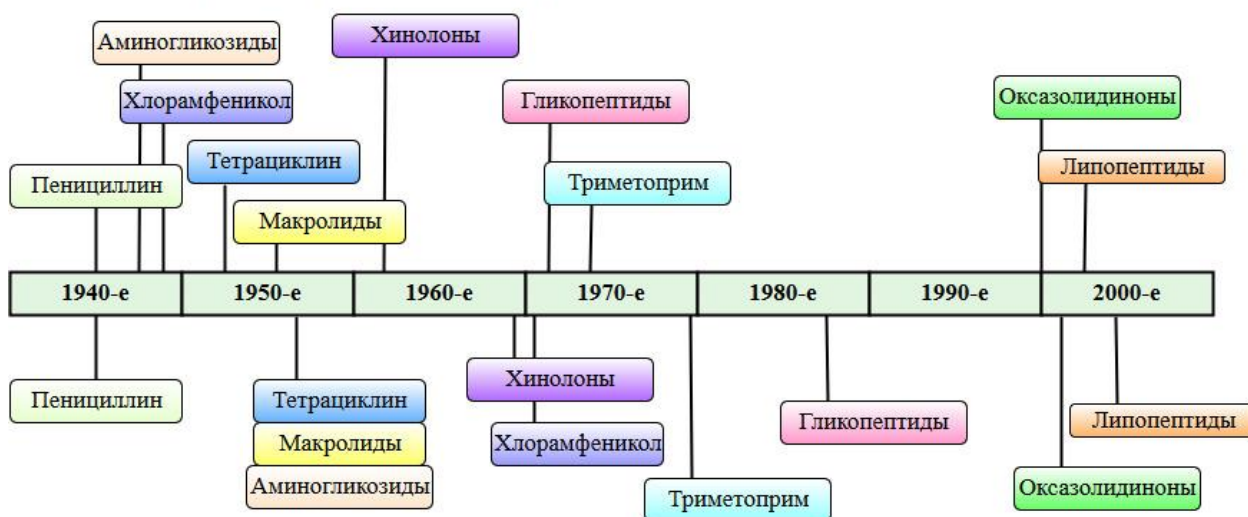 Аминогликозиды
Хинолоны
Хлорамфеникол
Гликопептиды
Оксазолидиноны
Тетрациклин
Липопептиды
Пенициллин
Триметоприм
Макролиды
1940-е 1950-е 1960-е 1970-е 1980-е 1990-е 2000-е
Хинолоны
Пенициллин
Тетрациклин
Гликопептиды
Липопептиды
Макролиды
Хлорамфеникол
Аминогликозиды
Оксазолидиноны
Триметоприм